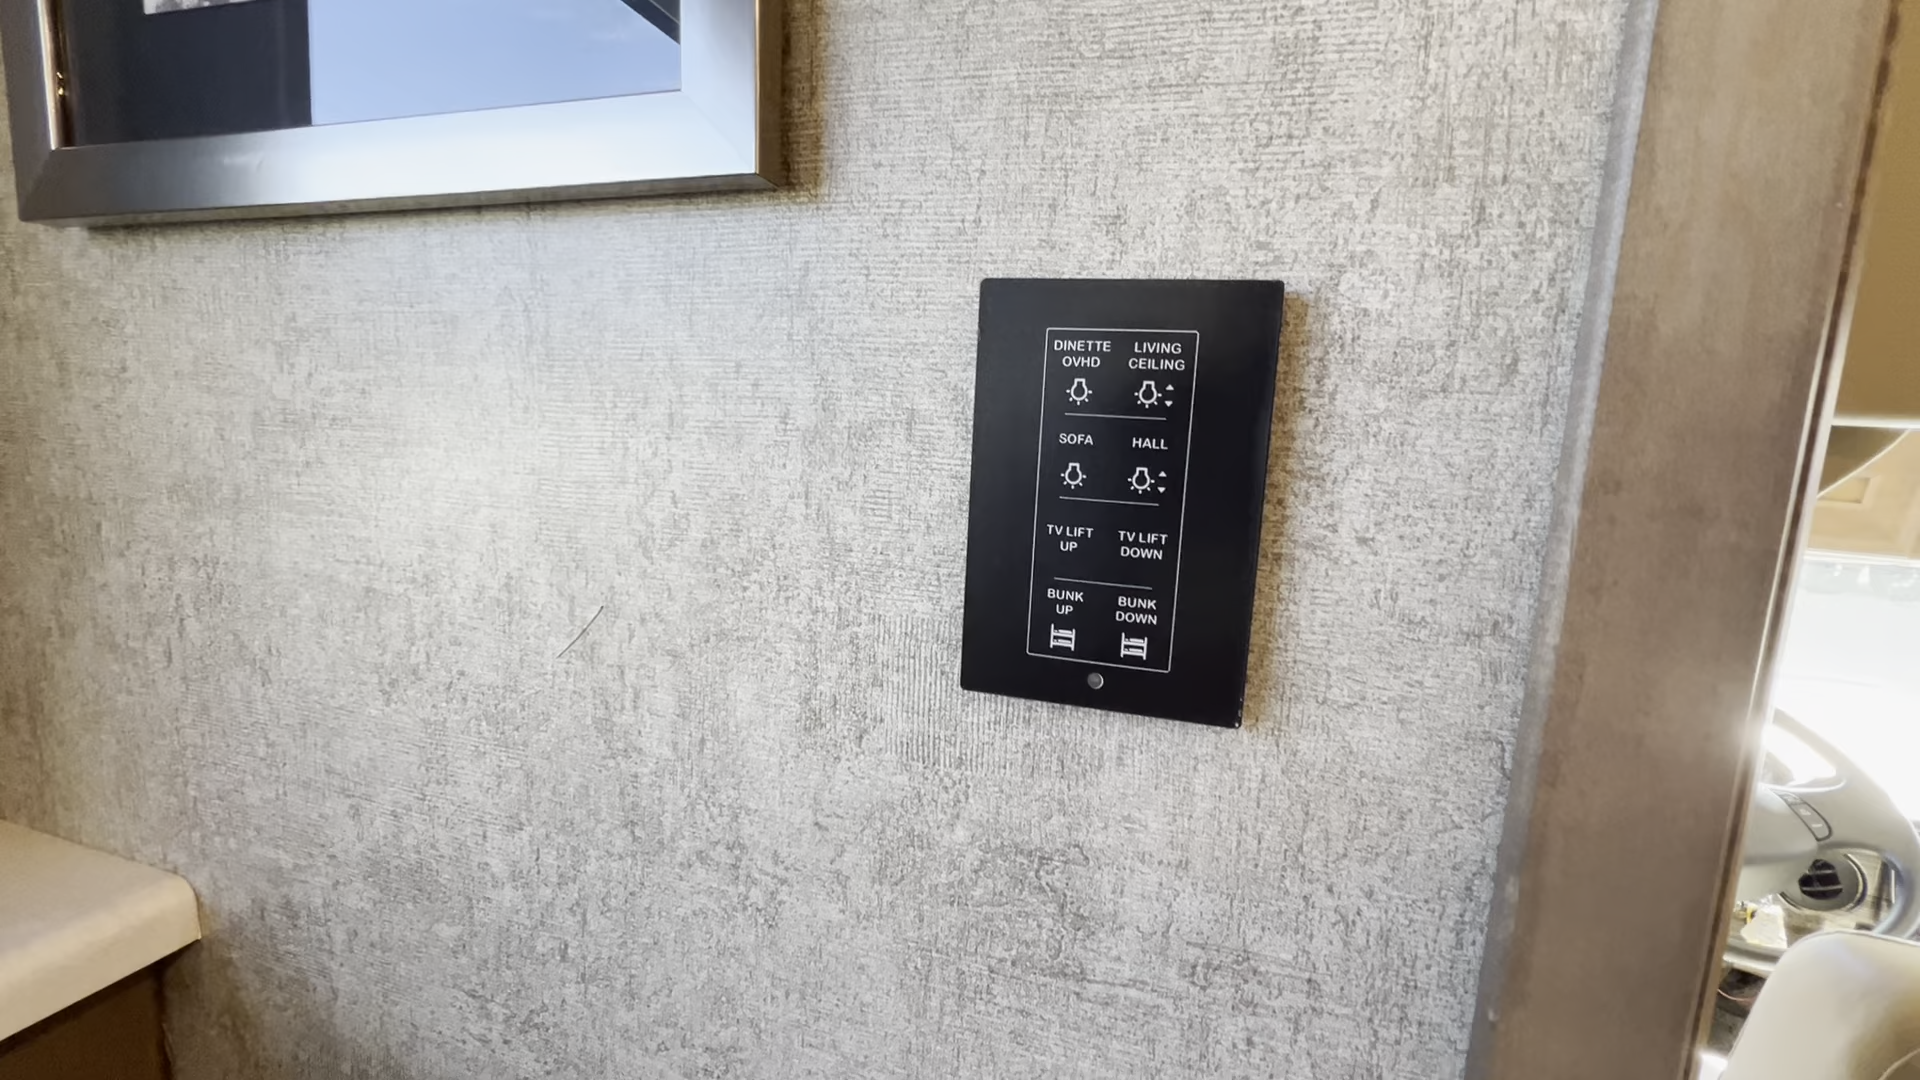 DINETTE
OVHD
LIVING
CEILING
SOFA
HALL
TV LIFT
UP
TV LIFT
DOWN
BUNK
UP
BUNK
DOWN